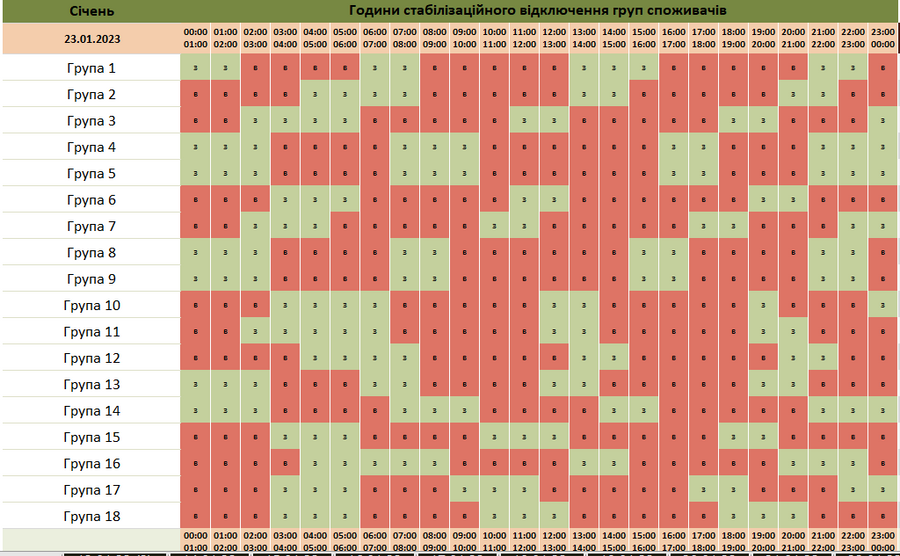 Січень Години стабілізаційного відключення груп споживачів
23.01.2023 00:00 01:00 02:00 03:00 04:00 05:00 06:00 07:00 08:00 09:00 10:00 11:00 12:00 13:00 14:00 15:00 16:00 17:00 18:00 19:00 20:00 21:00 22:00 23:00
01:00 02:00 03:00 04:00 05:00 06:00 07:00 08:00 09:00 10:00 11:00 12:00 13:00 14:00 15:00 16:00 17:00 18:00 19:00 20:00 21:00 22:00 23:00 00:00
Група 1 з з в в в в з з в в в в в з з з в в в в в з з в
Група 2 в в в в з з з з в в в в в з з в в в в в з з в в
Група 3 в в з з з з в в в в в з з в в в в в з з в в в з
Група 4 з з з в в в в з з з в в в в в в з з в в в з з з
Група 5 з з з в в в в з з з в в в в в в з з в в в з з з
Група 6 в в в з з з в в в в в з з в в в в в в з з в в в
Група 7 в в з з з в в в в в з з в в в в в з з в в в з з
Група 8 з з з в в в в з з в в в в в в з з в в в в з з в
Група 9 з з з в в в в з з в в в в в в з з в в в в з з в
Група 10 в в в з з з з в в в в в з з в в в в в з в в в з
Група 11 в в з з з з з в в в в в з з в в в в в з з в в в
Група 12 в в в в з з з з в в в в в з з в в в в в з з в в
Група 13 з з з в в в з з в в в в з з в в в в в з з в в в
Група 14 з з з в в в в з з з в в в в з з в в в в в з з з
Група 15 в в в з з з в в в в з з з в в в в в з з в в в в
Група 16 в в в в з з з з з в в в в з з в в в в в з з з в
Група 17 в в в з з з в в в з з з в в в в в з з в в в з з
Група 18 в в в з з з в в в в з з з в в в в в з з з в в в
00:00 01:00 02:00 03:00 04:00 05:00 06:00 07:00 08:00 09:00 10:00 11:00 12:00 13:00 14:00 15:00 16:00 17:00 18:00 19:00 20:00 21:00 22:00 23:00
01:00 02:00 03:00 04:00 05:00 06:00 07:00 08:00 09:00 10:00 11:00 12:00 13:00 14:00 15:00 16:00 17:00 18:00 19:00 20:00 21:00 22:00 23:00 00:00